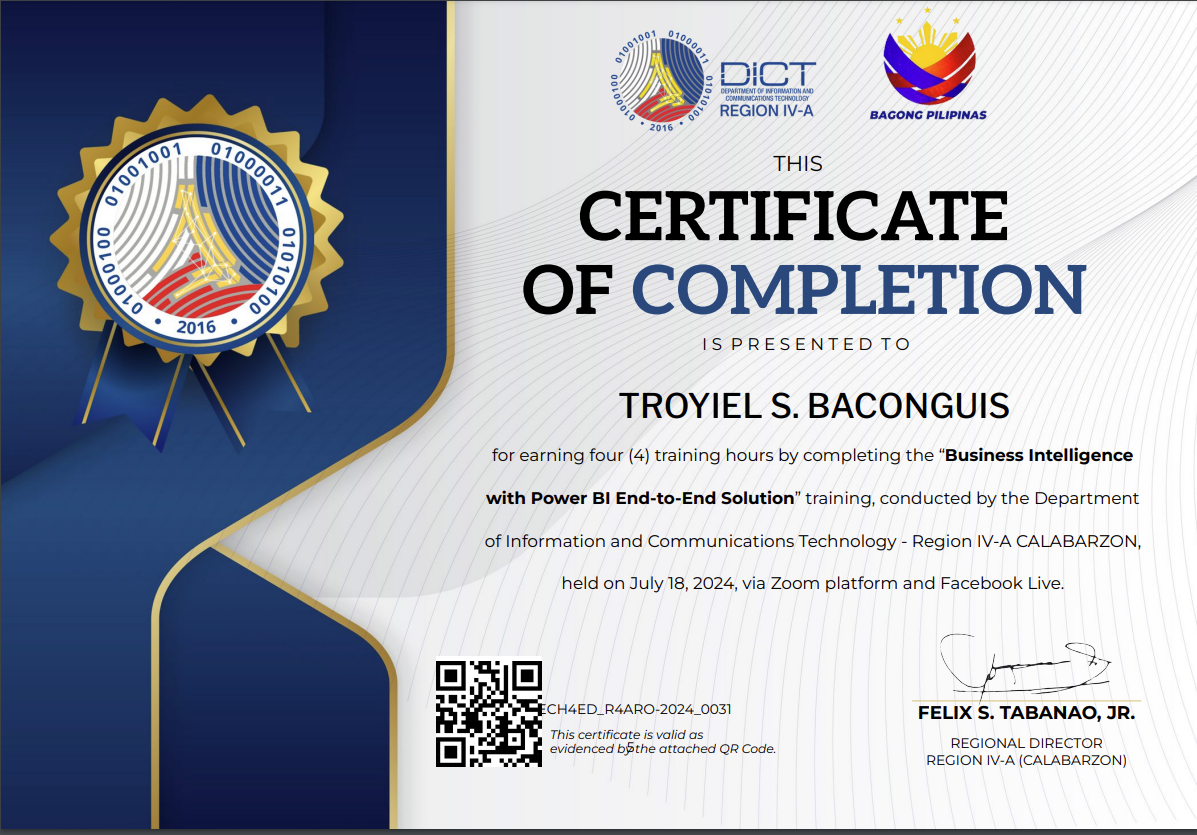 01001001 01000011
01000100 01010100
• 2016 •
DICT
DEPARTMENT OF INFORMATION AND
COMMUNICATIONS TECHNOLOGY
REGION IV-A
BAGONG PILIPINAS
01001001 01000011
01000100 01010100
• 2016 •
THIS
CERTIFICATE
OF COMPLETION
IS PRESENTED TO
TROYIEL S. BACONGUIS
for earning four (4) training hours by completing the “Business Intelligence
with Power BI End-to-End Solution” training, conducted by the Department
of Information and Communications Technology - Region IV-A CALABARZON,
held on July 18, 2024, via Zoom platform and Facebook Live.
ECH4ED_R4ARO-2024_0031
This certificate is valid as
evidenced by the attached QR Code.
5
FELIX S. TABANAO, JR.
REGIONAL DIRECTOR
REGION IV-A (CALABARZON)